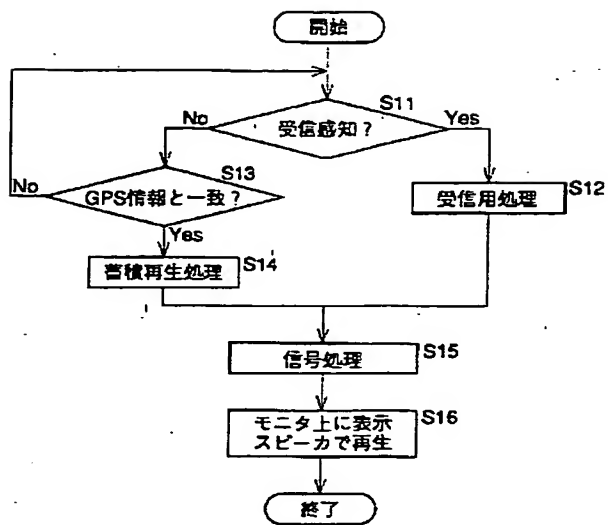 開始
S11
No
受信感知?
Yes
S13
No
GPS情報と一致?
S12
受信用処理
Yes
蓄積再生処理
S14
信号処理
S15
モニタ上に表示
スピーカで再生
S16
終了